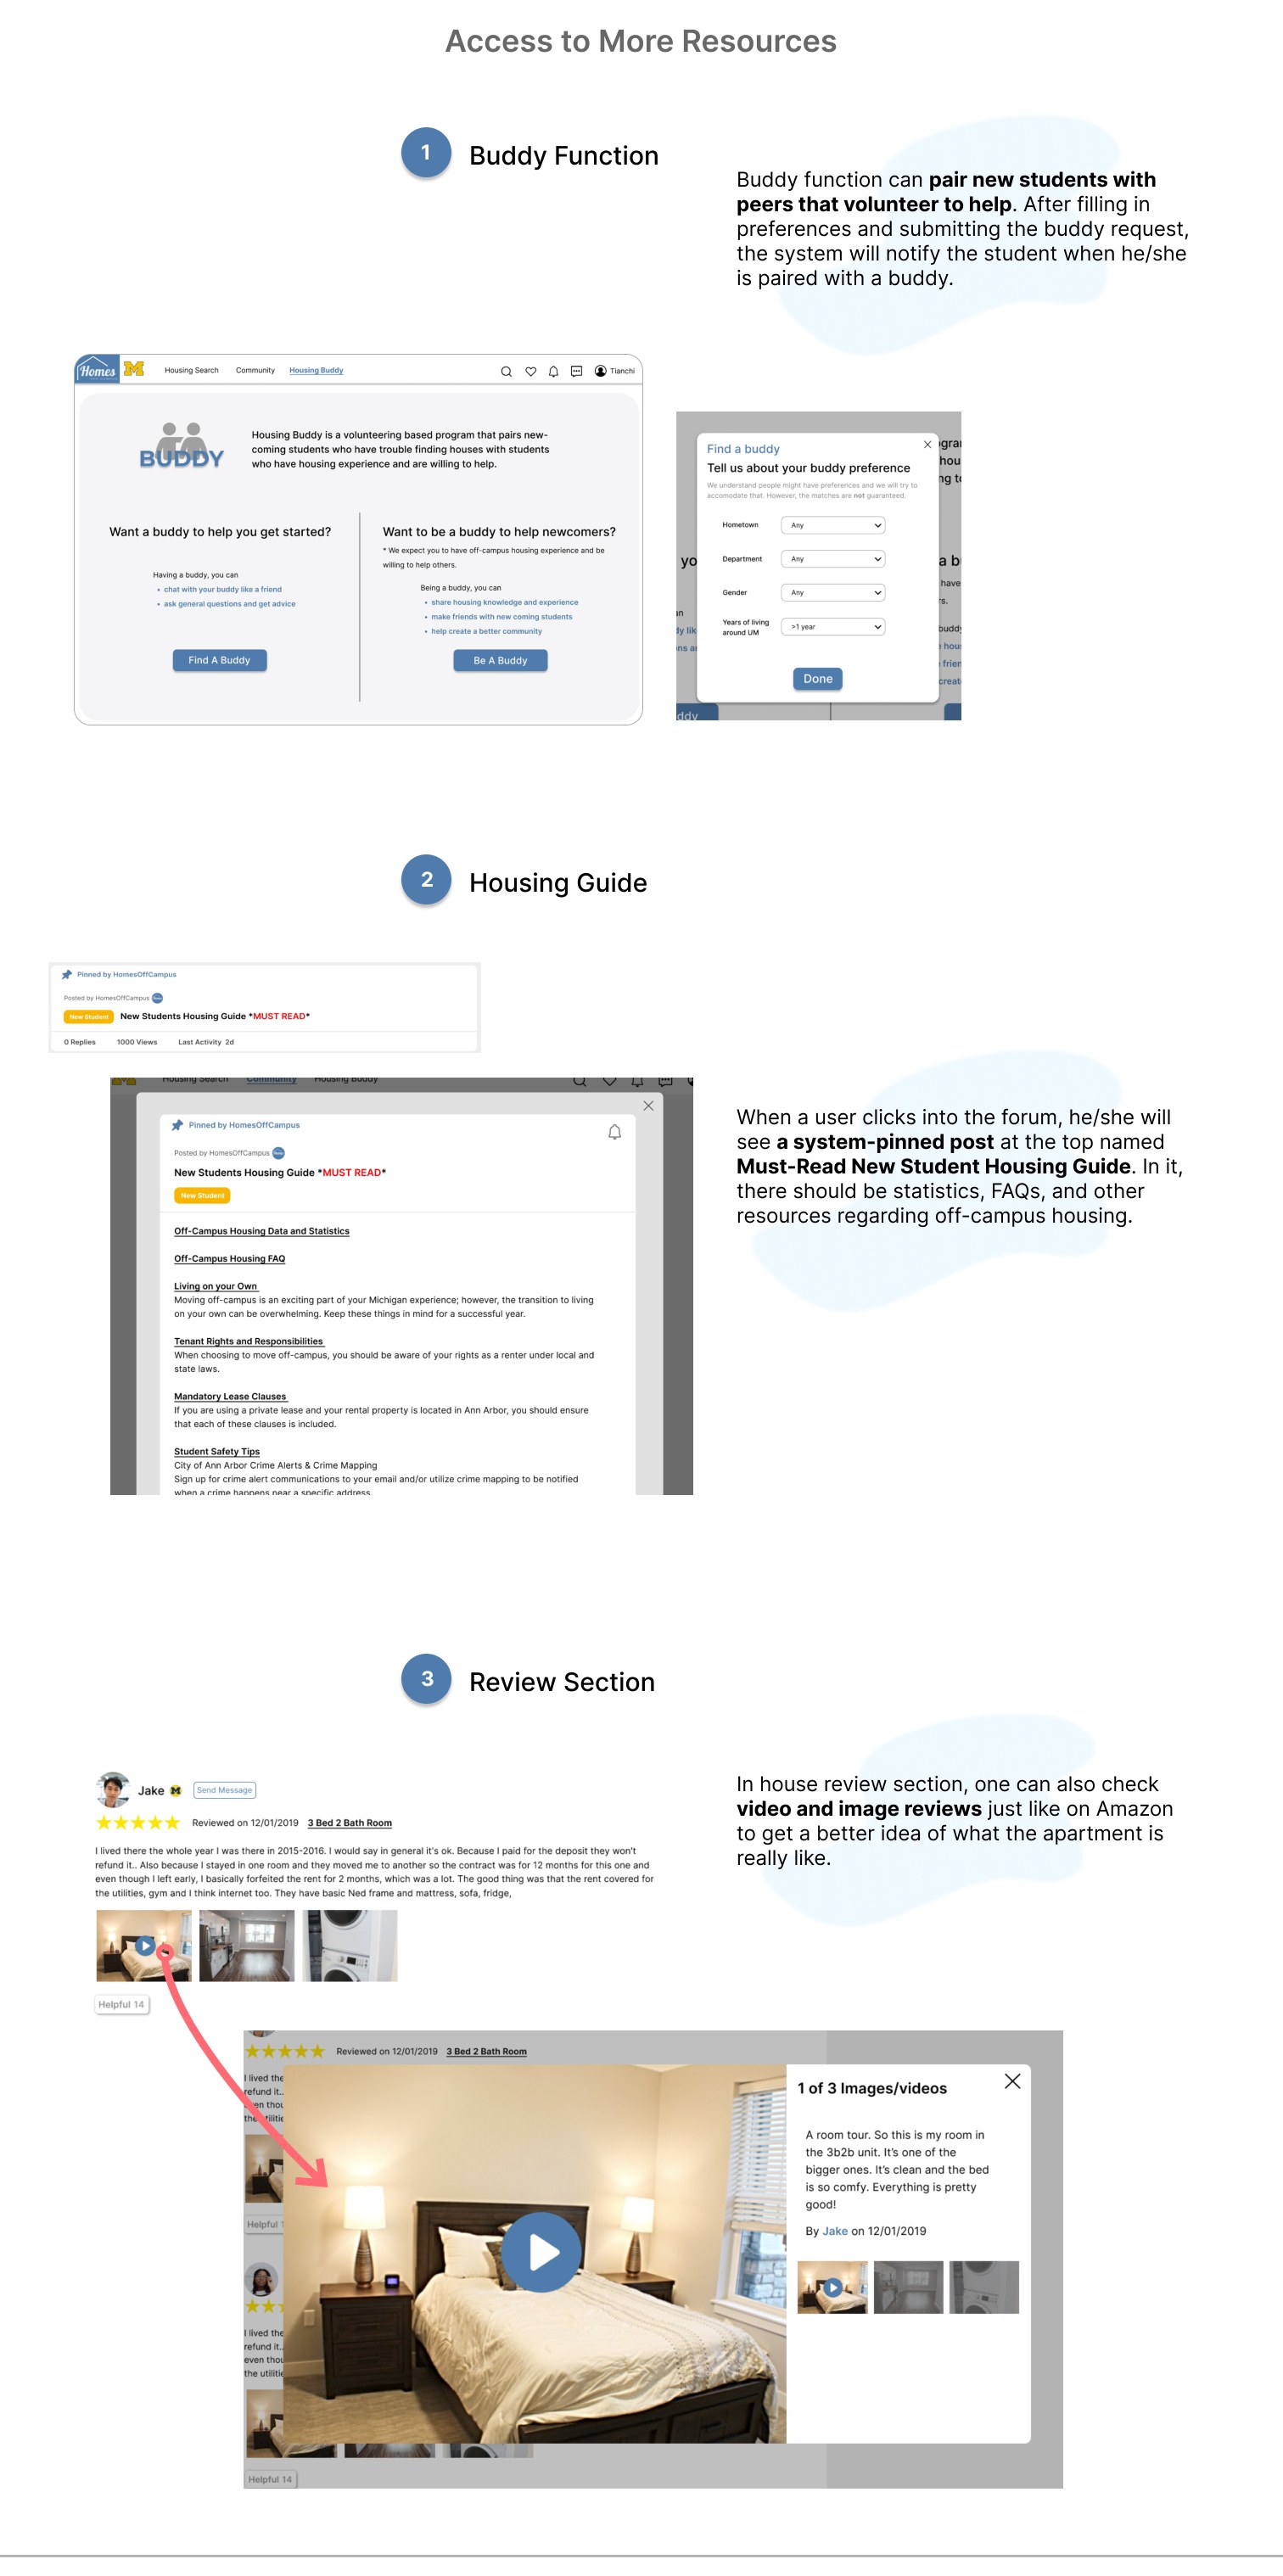 Access to More Resources
1
Buddy Function
Buddy function can pair new students with
peers that volunteer to help. After filling in
preferences and submitting the buddy request,
the system will notify the student when he/she
is paired with a buddy.
Homes
M
Housing Search
Community
Housing Buddy
Tianchi
BUDDY
Housing Buddy is a volunteering based program that pairs new-
coming students who have trouble finding houses with students
who have housing experience and are willing to help.
Want a buddy to help you get started?
Having a buddy, you can
• chat with your buddy like a friend
• ask general questions and get advice
Find A Buddy
Want to be a buddy to help newcomers?
* We expect you to have off-campus housing experience and be
willing to help others.
Being a buddy, you can
• share housing knowledge and experience
• make friends with new coming students
• help create a better community
Be A Buddy
Find a buddy
Tell us about your buddy preference
We understand people might have preferences and we will try to
accomodate that. However, the matches are not guaranteed.
Hometown
Any
Department
Any
Gender
Any
Years of living
around UM
>1 year
Done
2
Housing Guide
Pinned by HomesOffCampus
Posted by HomesOffCampus
New Student
New Students Housing Guide *MUST READ*
0 Replies
1000 Views
Last Activity 2d
Housing Search
Community
Housing Buddy
Pinned by HomesOffCampus
Posted by HomesOffCampus
New Students Housing Guide *MUST READ*
New Student
Off-Campus Housing Data and Statistics
Off-Campus Housing FAQ
Living on your Own
Moving off-campus is an exciting part of your Michigan experience; however, the transition to living
on your own can be overwhelming. Keep these things in mind for a successful year.
Tenant Rights and Responsibilities
When choosing to move off-campus, you should be aware of your rights as a renter under local and
state laws.
Mandatory Lease Clauses
If you are using a private lease and your rental property is located in Ann Arbor, you should ensure
that each of these clauses is included.
Student Safety Tips
City of Ann Arbor Crime Alerts & Crime Mapping
Sign up for crime alert communications to your email and/or utilize crime mapping to be notified
when a crime happens near a specific address.
When a user clicks into the forum, he/she will
see a system-pinned post at the top named
Must-Read New Student Housing Guide. In it,
there should be statistics, FAQs, and other
resources regarding off-campus housing.
3
Review Section
Jake
M
Send Message
Reviewed on 12/01/2019
3 Bed 2 Bath Room
I lived there the whole year I was there in 2015-2016. I would say in general it's ok. Because I paid for the deposit they won't
refund it.. Also because I stayed in one room and they moved me to another so the contract was for 12 months for this one and
even though I left early, I basically forfeited the rent for 2 months, which was a lot. The good thing was that the rent covered for
the utilities, gym and I think internet too. They have basic Ned frame and mattress, sofa, fridge,
Helpful 14
In house review section, one can also check
video and image reviews just like on Amazon
to get a better idea of what the apartment is
really like.
Reviewed on 12/01/2019
3 Bed 2 Bath Room
I lived the
refund it..
even thou
the utilitie
Helpful
I lived the
refund it..
even thou
the utilitie
Helpful 14
1 of 3 Images/videos
A room tour. So this is my room in
the 3b2b unit. It's one of the
bigger ones. It's clean and the bed
is so comfy. Everything is pretty
good!
By Jake on 12/01/2019